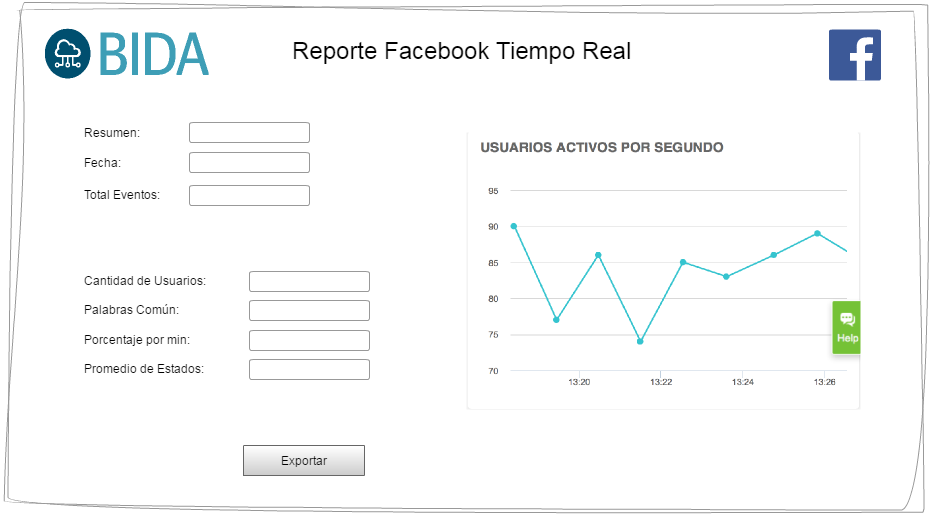 BIDA
Reporte Facebook Tiempo Real
f
Resumen:
Fecha:
Total Eventos:
Cantidad de Usuarios:
Palabras Común:
Porcentaje por min:
Promedio de Estados:
Exportar
USUARIOS ACTIVOS POR SEGUNDO
95
90
85
80
75
70
13:20 13:22 13:24 13:26
Help